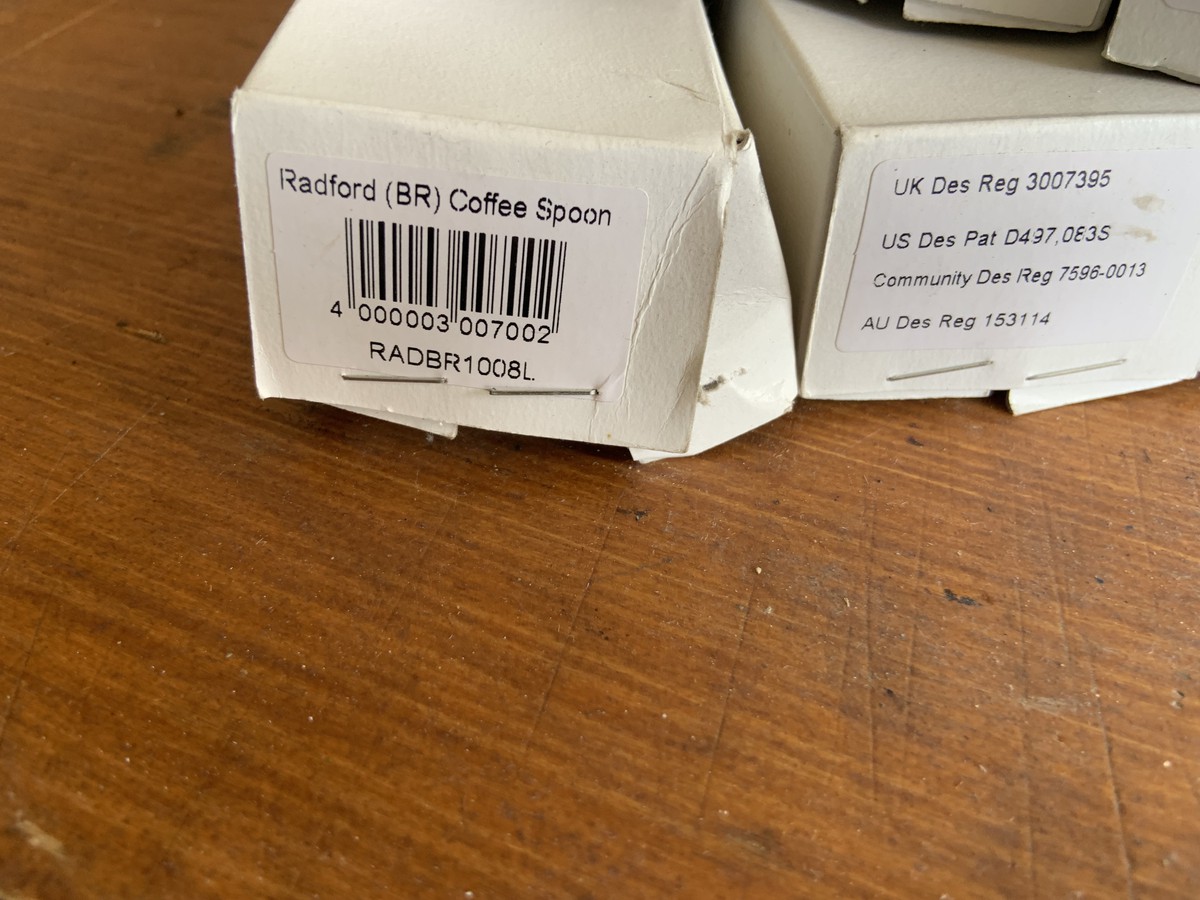 Radford (BR) Coffee Spoon
4 000003 007002
RADBR1008L
UK Des Reg 3007395
US Des Pat D497,083S
Community Des Reg 7596-0013
AU Des Reg 153114